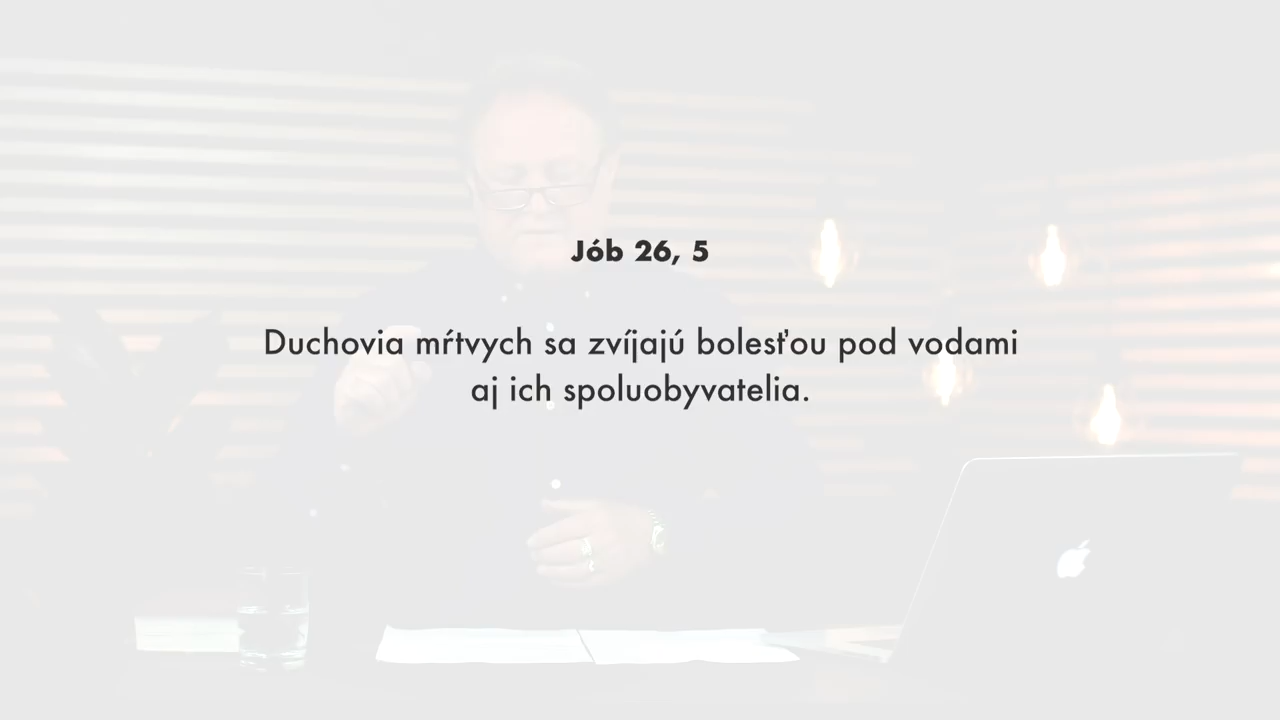 Jób 26, 5
Duchovia mŕtvych sa zvíjajú bolesťou pod vodami
aj ich spoluobyvatelia.